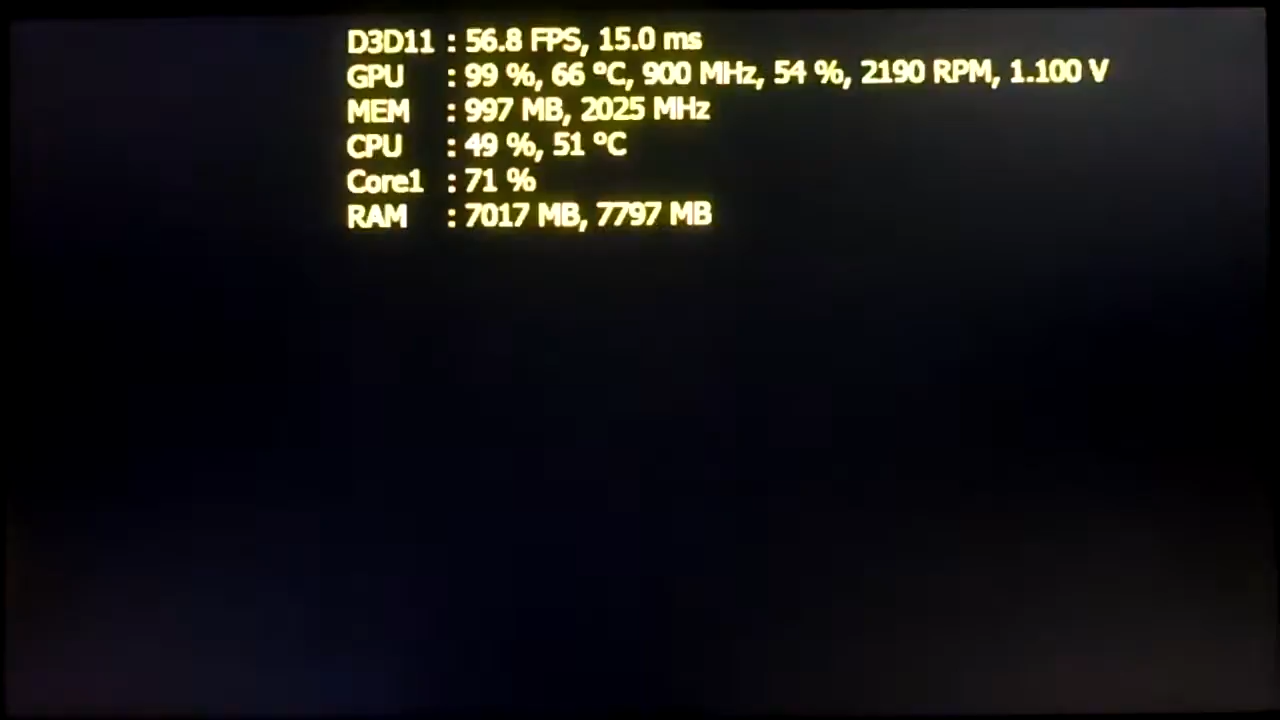 D3D11 : 56.8 FPS, 15.0 ms
GPU : 99 %, 66 °C, 900 MHz, 54 %, 2190 RPM, 1.100 V
MEM : 997 MB, 2025 MHz
CPU : 49 %, 51 °C
Core1 : 71 %
RAM : 7017 MB, 7797 MB